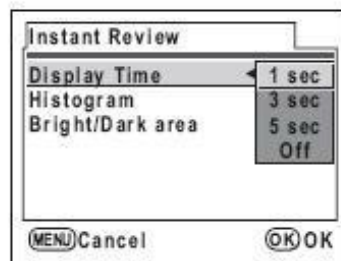 Instant Review
Display Time 1 sec
Histogram 3 sec
Bright/Dark area 5 sec
Off
MENU Cancel OK OK